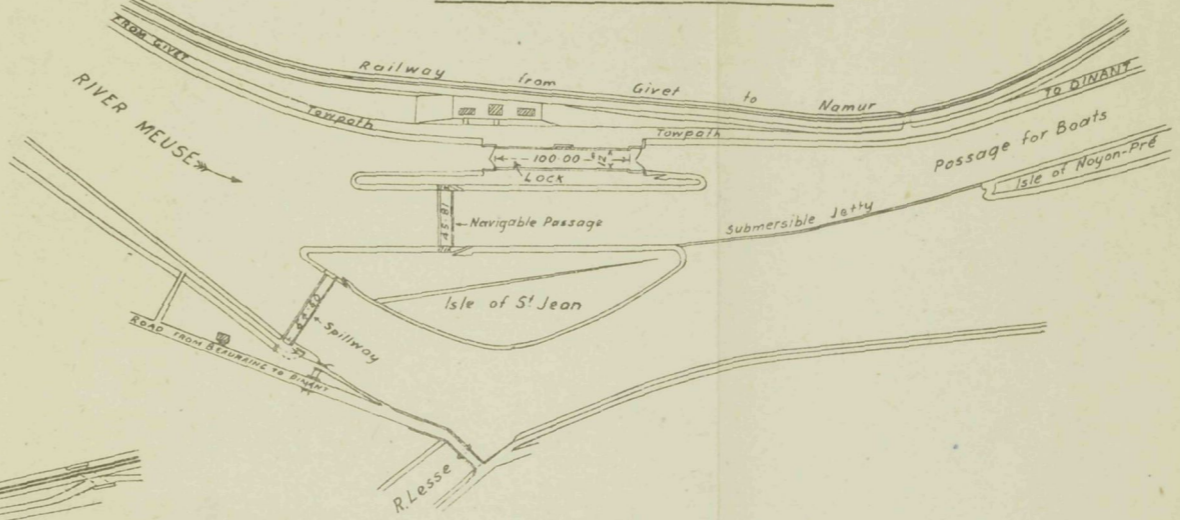 FROM GIVET
RIVER MEUSE
Railway from Givet to Namur
Towpath
Towpath
TO DINANT
Passage for Boats
Isle of Noyon-Pré
100.00
LOCK
45.81
Navigable Passage
Submersible Jetty
Isle of St Jean
Spillway
ROAD FROM BEAURAING TO DINANT
R. Lesse